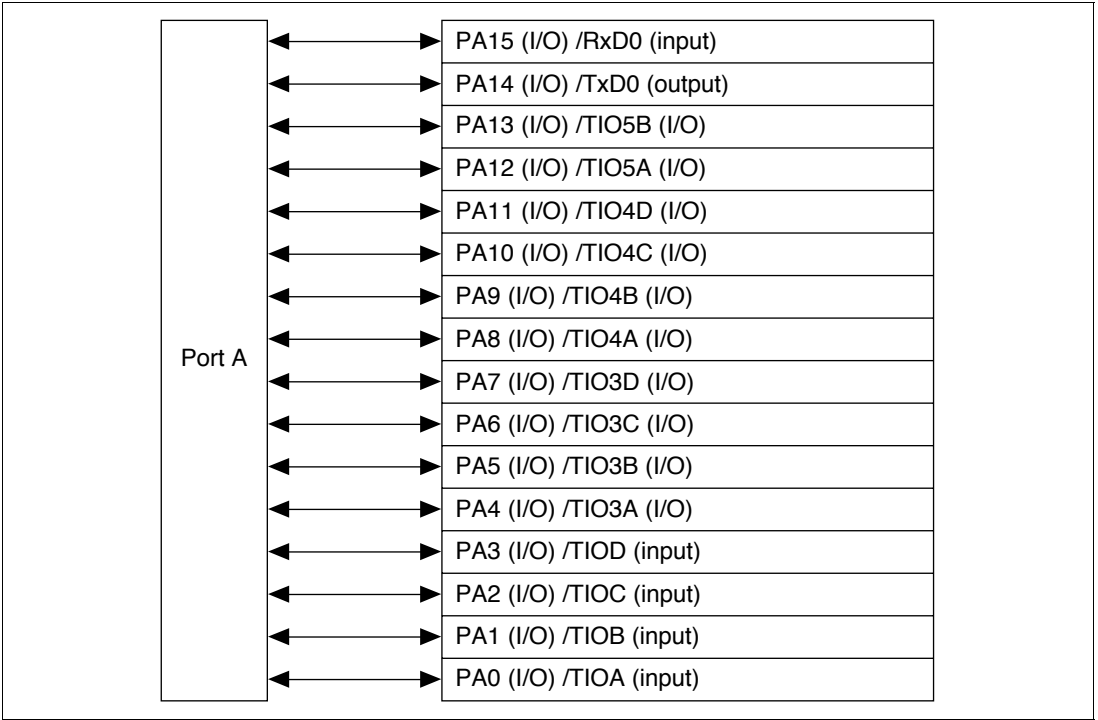 Port A
PA15 (I/O) /RxD0 (input)
PA14 (I/O) /TxD0 (output)
PA13 (I/O) /TIO5B (I/O)
PA12 (I/O) /TIO5A (I/O)
PA11 (I/O) /TIO4D (I/O)
PA10 (I/O) /TIO4C (I/O)
PA9 (I/O) /TIO4B (I/O)
PA8 (I/O) /TIO4A (I/O)
PA7 (I/O) /TIO3D (I/O)
PA6 (I/O) /TIO3C (I/O)
PA5 (I/O) /TIO3B (I/O)
PA4 (I/O) /TIO3A (I/O)
PA3 (I/O) /TIOD (input)
PA2 (I/O) /TIOC (input)
PA1 (I/O) /TIOB (input)
PA0 (I/O) /TIOA (input)